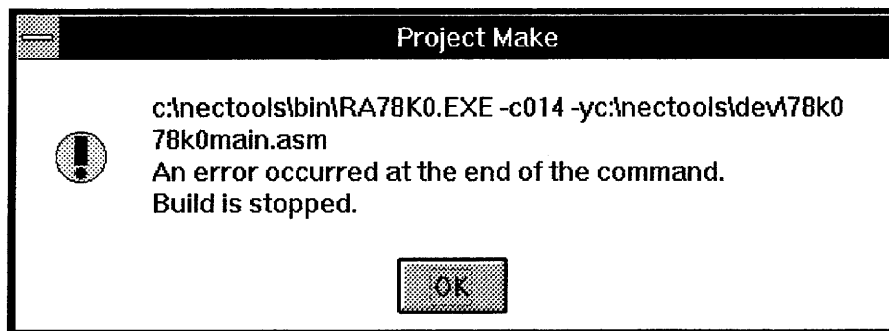 Project Make
c:\nectools\bin\RA78K0.EXE -c014 -yc:\nectools\dev\78k0
78k0main.asm
An error occurred at the end of the command.
Build is stopped.
OK